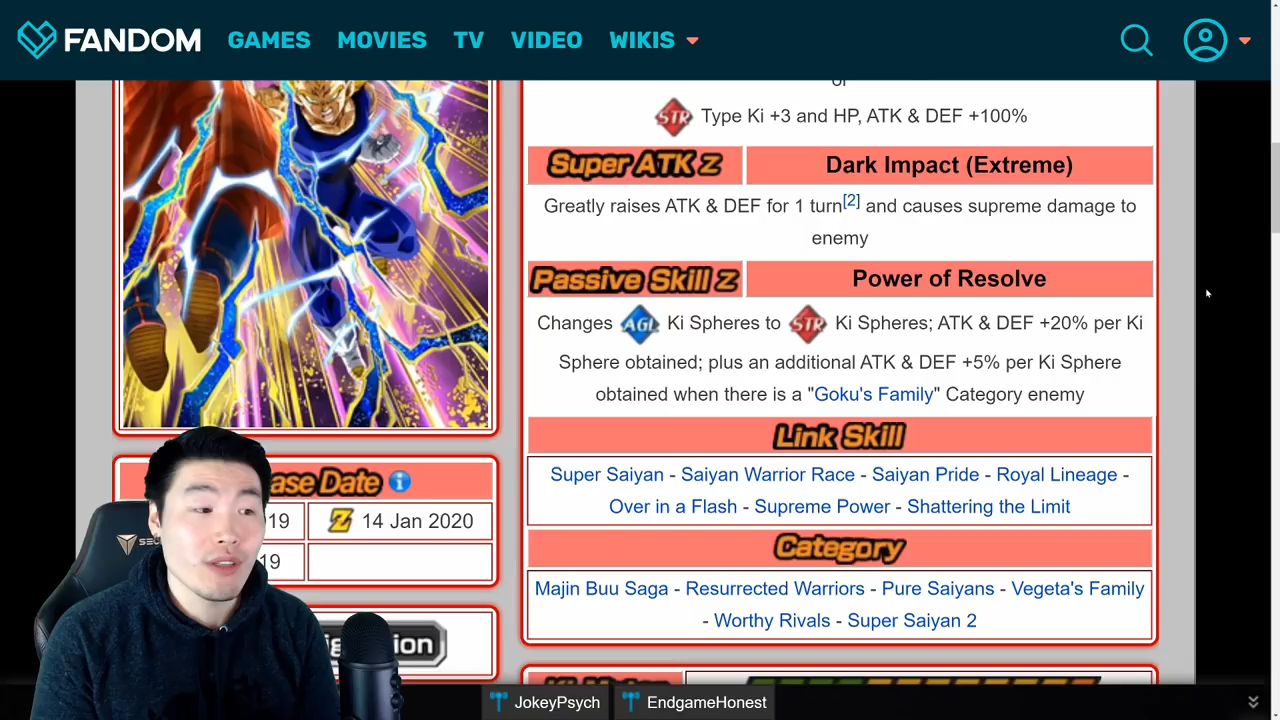 FANDOM GAMES MOVIES TV VIDEO WIKIS
or
STR Type Ki +3 and HP, ATK & DEF +100%
Super ATK Z Dark Impact (Extreme)
Greatly raises ATK & DEF for 1 turn[2] and causes supreme damage to
enemy
Passive Skill Z Power of Resolve
Changes AGL Ki Spheres to STR Ki Spheres; ATK & DEF +20% per Ki
Sphere obtained; plus an additional ATK & DEF +5% per Ki Sphere
obtained when there is a "Goku's Family" Category enemy
Link Skill
Super Saiyan - Saiyan Warrior Race - Saiyan Pride - Royal Lineage -
Over in a Flash - Supreme Power - Shattering the Limit
Category
Majin Buu Saga - Resurrected Warriors - Pure Saiyans - Vegeta's Family
- Worthy Rivals - Super Saiyan 2
ase Date i
19 Z 14 Jan 2020
19
JokeyPsych EndgameHonest